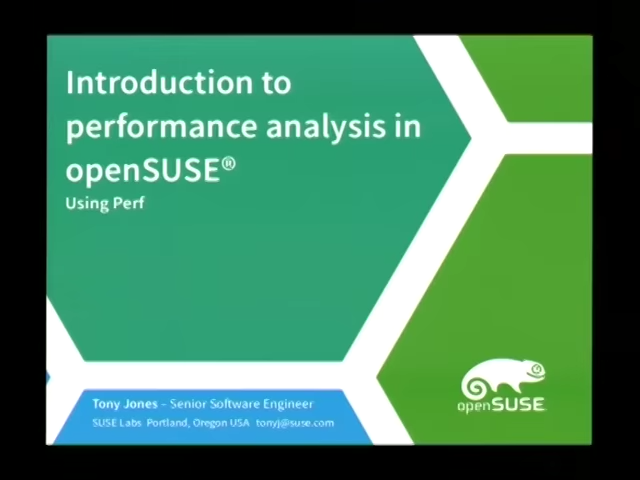 Introduction to
performance analysis in
openSUSE®
Using Perf
Tony Jones – Senior Software Engineer
SUSE Labs Portland, Oregon USA tonyj@suse.com
openSUSE